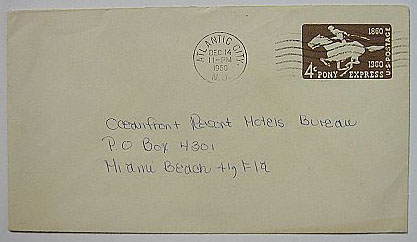 ATLANTIC CITY
DEC 14
11-PM
1960
N.J.
1860
1960
4¢ PONY EXPRESS
U.S. POSTAGE
Oceanfront Resort Hotels Bureau
P.O Box 4301
Miami Beach 41, Fla